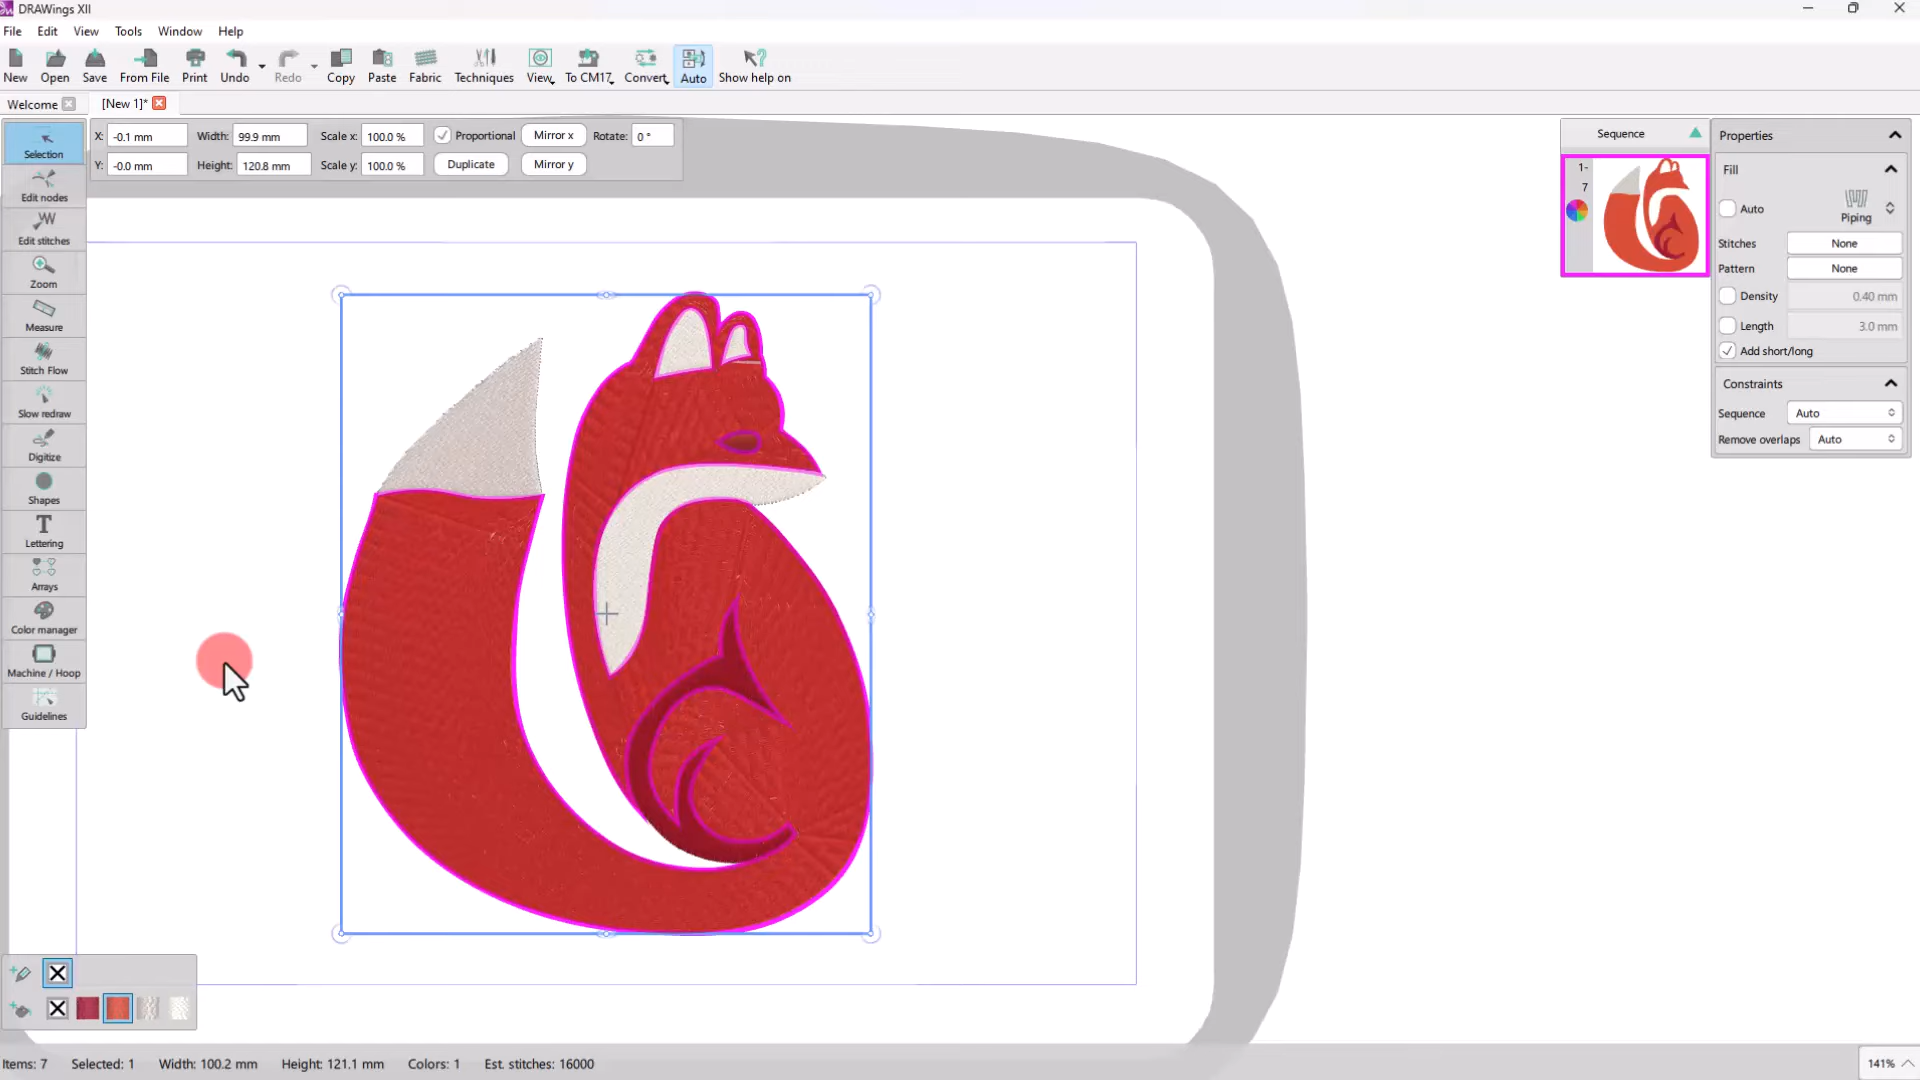 DRAWings XII
File Edit View Tools Window Help
New Open Save From File Print Undo Redo Copy Paste Fabric Techniques View To CM17 Convert Auto Show help on
Welcome [New 1]*
X: -0.1 mm Width: 99.9 mm Scale x: 100.0 % Proportional Mirror x Rotate: 0 °
Y: -0.0 mm Height: 120.8 mm Scale y: 100.0 % Duplicate Mirror y
Selection
Edit nodes
Edit stitches
Zoom
Measure
Stitch Flow
Slow redraw
Digitize
Shapes
Lettering
Arrays
Color manager
Machine / Hoop
Guidelines
Sequence
1-
7
Properties
Fill
Auto Piping
Stitches None
Pattern None
Density 0.40 mm
Length 3.0 mm
Add short/long
Constraints
Sequence Auto
Remove overlaps Auto
Items: 7 Selected: 1 Width: 100.2 mm Height: 121.1 mm Colors: 1 Est. stitches: 16000
141%